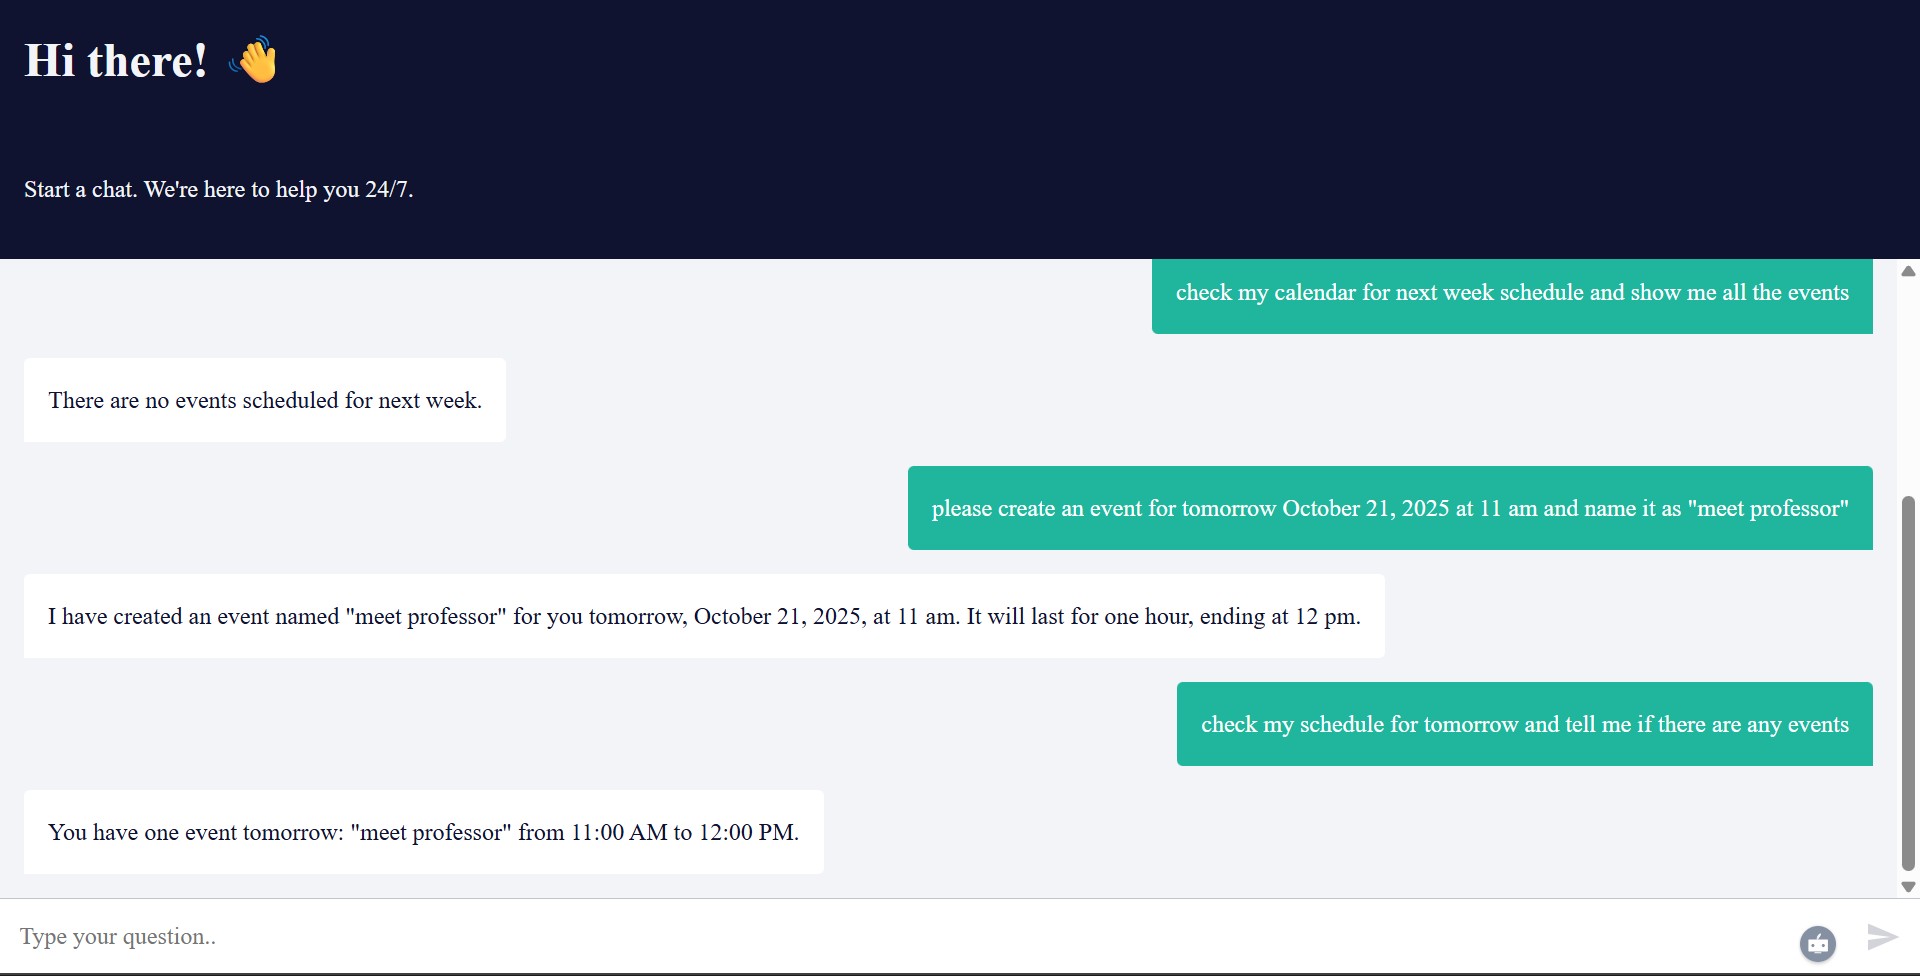 Hi there! 👋
Start a chat. We're here to help you 24/7.
check my calendar for next week schedule and show me all the events
There are no events scheduled for next week.
please create an event for tomorrow October 21, 2025 at 11 am and name it as "meet professor"
I have created an event named "meet professor" for you tomorrow, October 21, 2025, at 11 am. It will last for one hour, ending at 12 pm.
check my schedule for tomorrow and tell me if there are any events
You have one event tomorrow: "meet professor" from 11:00 AM to 12:00 PM.
Type your question..